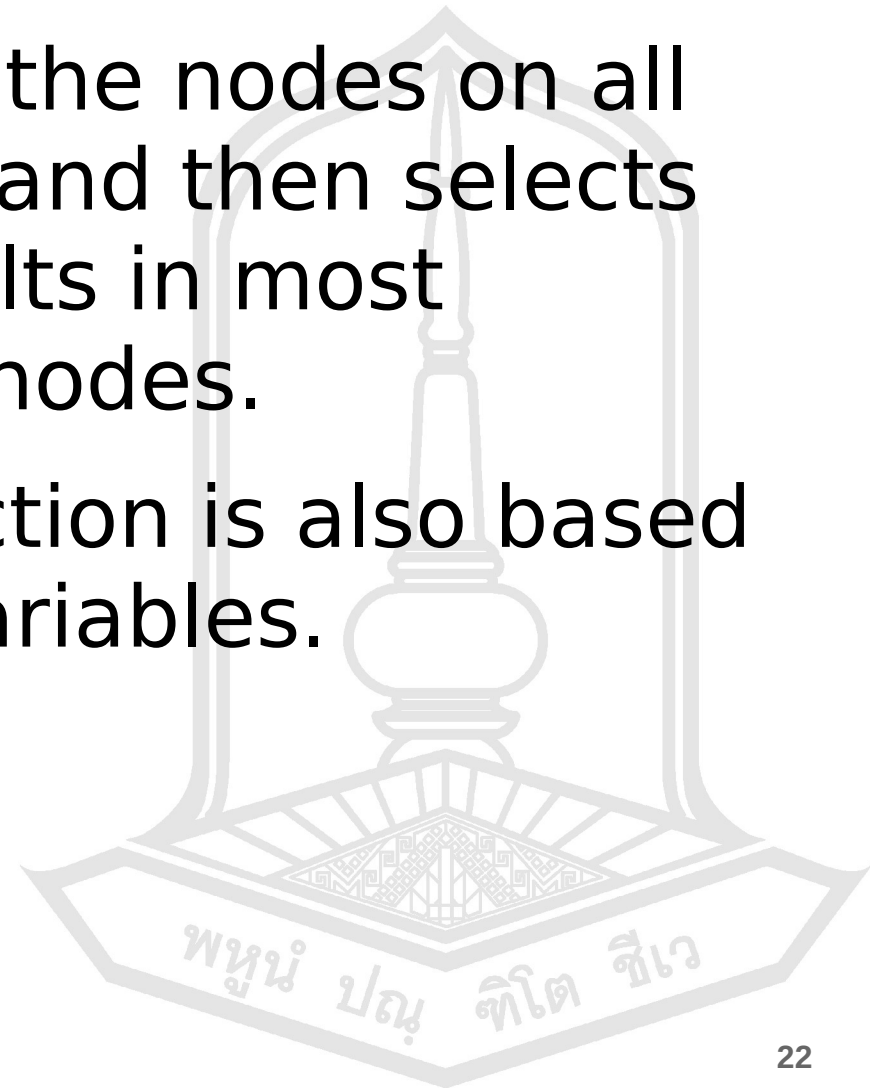 the nodes on all
and then selects
lts in most
nodes.
ction is also based
ariables.
พหูนํ ปณฺ ฑิโต ชีเว
22